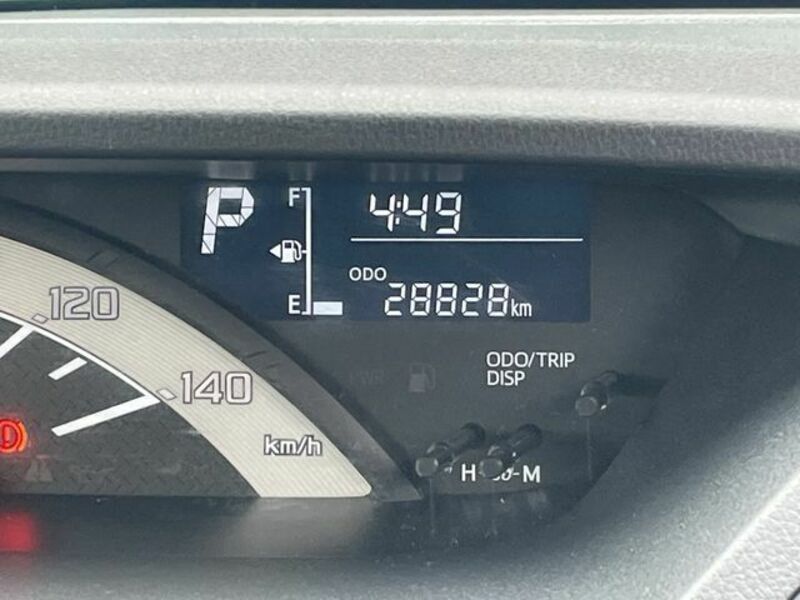 P
F
4:49
ODO
E
28828km
120
140
km/h
ODO/TRIP
DISP
H
M